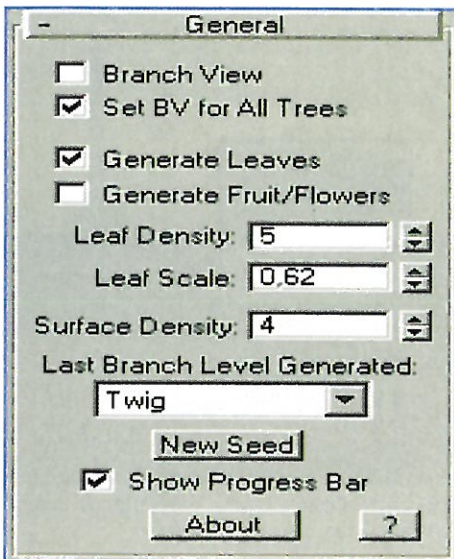 - General
Branch View
Set BV for All Trees
Generate Leaves
Generate Fruit/Flowers
Leaf Density: 5
Leaf Scale: 0,62
Surface Density: 4
Last Branch Level Generated:
Twig
New Seed
Show Progress Bar
About ?